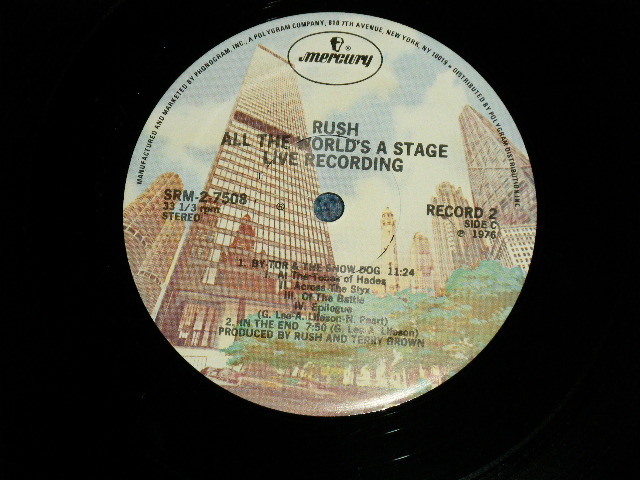 MANUFACTURED AND MARKETED BY PHONOGRAM, INC., A POLYGRAM COMPANY, 810 7TH AVENUE, NEW YORK, NY 10019 • DISTRIBUTED BY POLYGRAM DISTRIBUTION, INC.
mercury
RUSH
ALL THE WORLD'S A STAGE
LIVE RECORDING
SRM-2-7508
33 1/3 rpm
STEREO
RECORD 2
SIDE C
℗ 1976
1. BY-TOR & THE SNOW DOG 11:24
I. At The Tobes of Hades
II. Across The Styx
III. Of The Battle
IV. Epilogue
(G. Lee-A. Lifeson-N. Peart)
2. IN THE END 7:50 (G. Lee-A. Lifeson)
PRODUCED BY RUSH AND TERRY BROWN